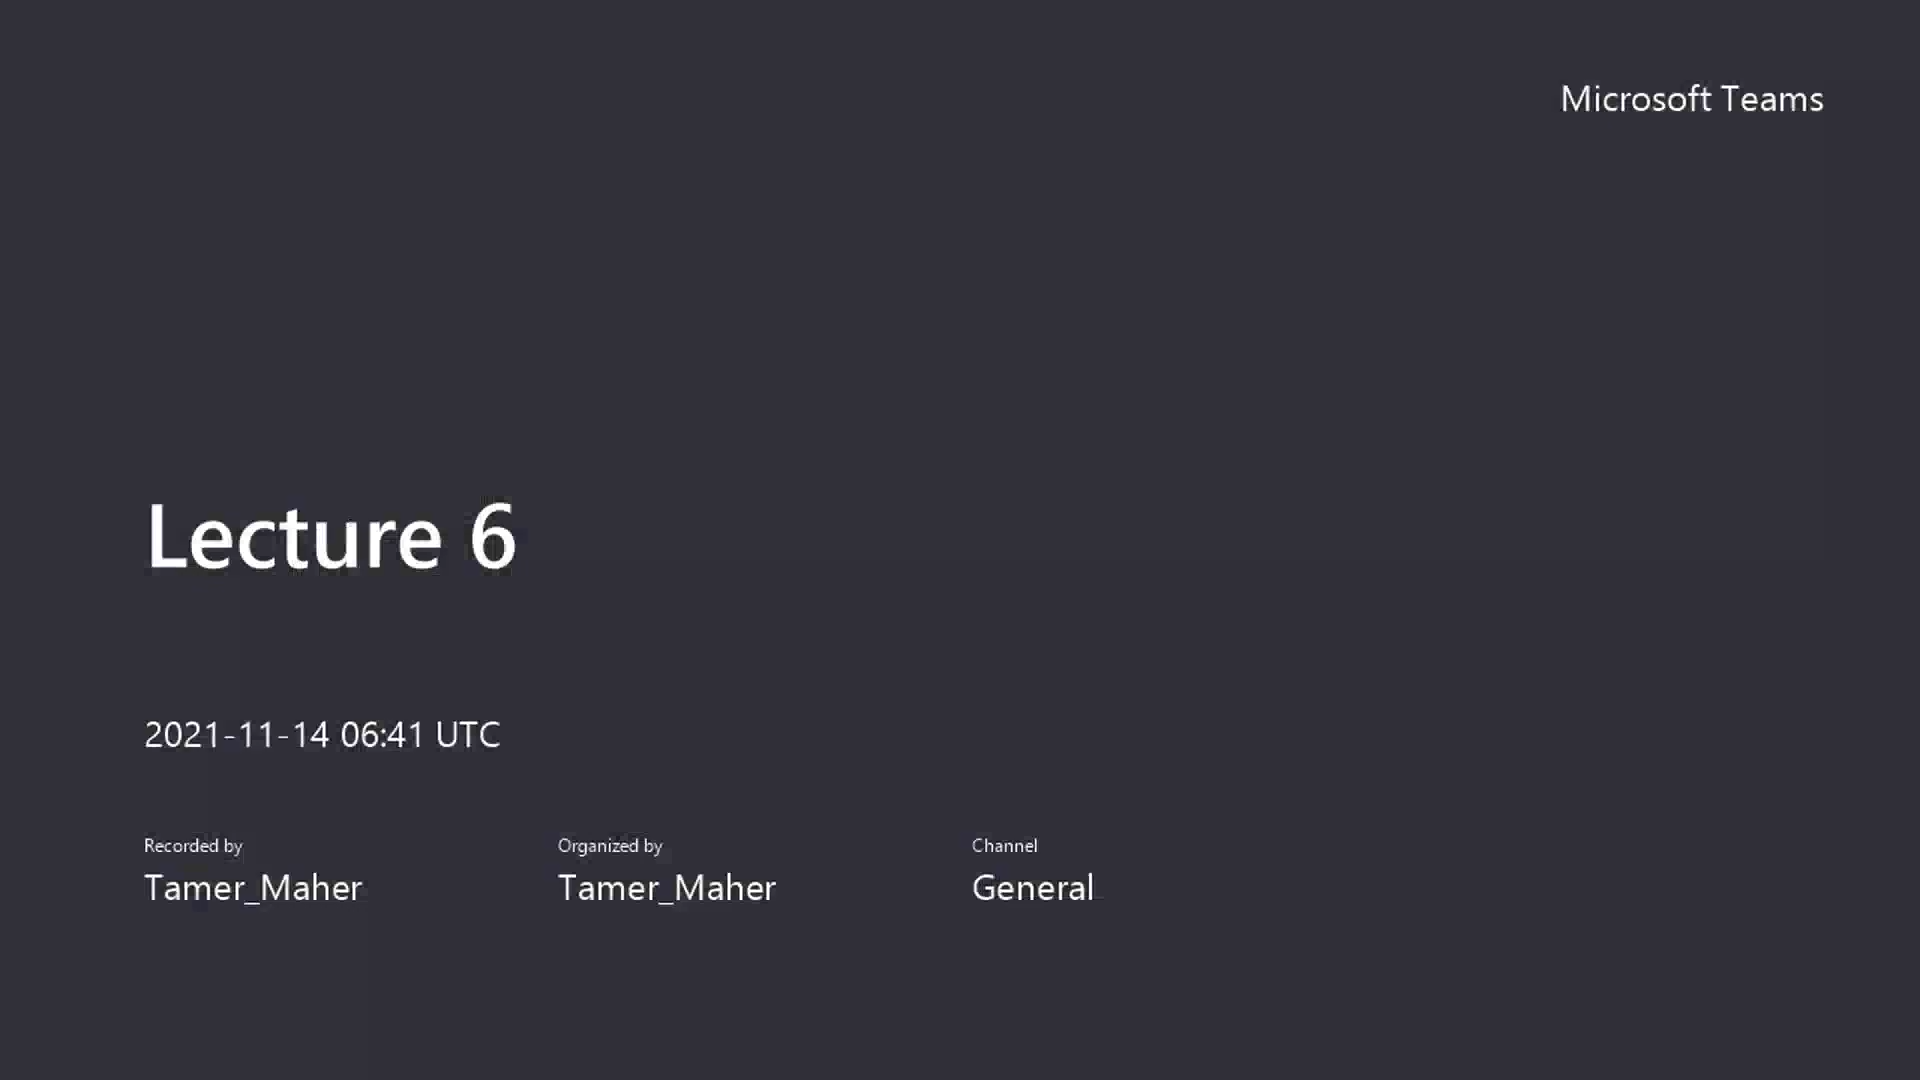 Microsoft Teams
Lecture 6
2021-11-14 06:41 UTC
Recorded by
Tamer_Maher
Organized by
Tamer_Maher
Channel
General